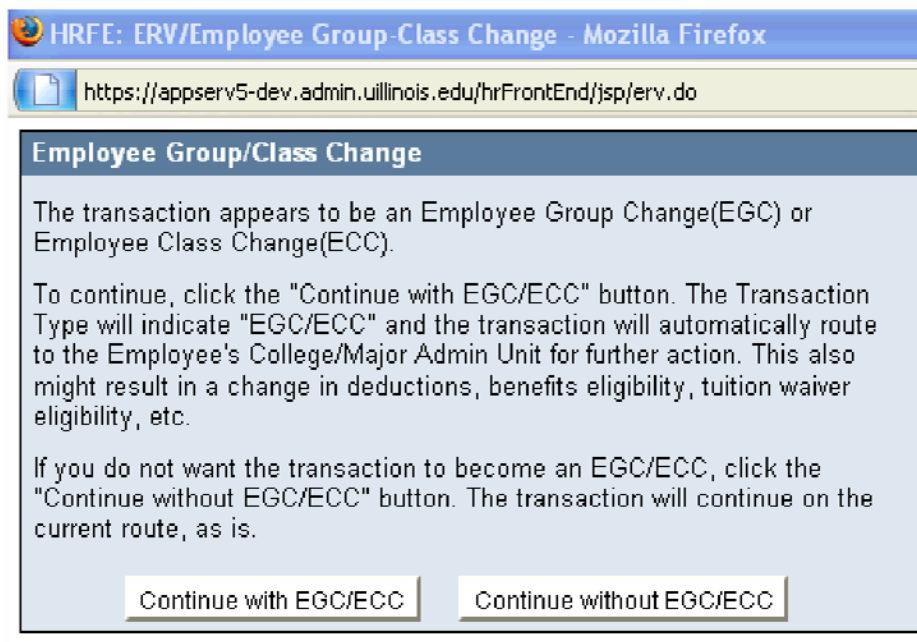 HRFE: ERV/Employee Group-Class Change - Mozilla Firefox
https://appserv5-dev.admin.uillinois.edu/hrFrontEnd/jsp/erv.do
Employee Group/Class Change
The transaction appears to be an Employee Group Change(EGC) or
Employee Class Change(ECC).
To continue, click the "Continue with EGC/ECC" button. The Transaction
Type will indicate "EGC/ECC" and the transaction will automatically route
to the Employee's College/Major Admin Unit for further action. This also
might result in a change in deductions, benefits eligibility, tuition waiver
eligibility, etc.
If you do not want the transaction to become an EGC/ECC, click the
"Continue without EGC/ECC" button. The transaction will continue on the
current route, as is.
Continue with EGC/ECC Continue without EGC/ECC